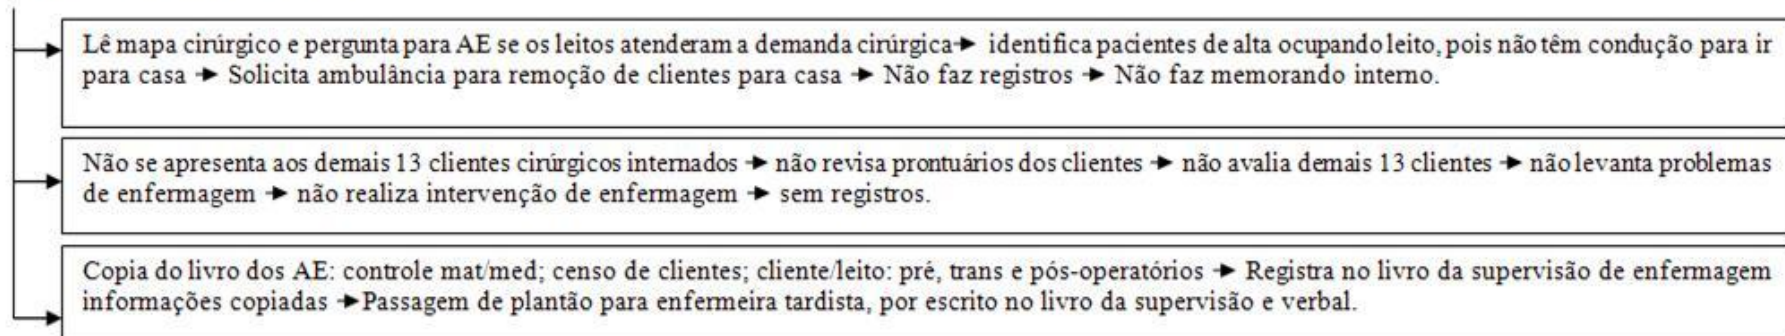 Lê mapa cirúrgico e pergunta para AE se os leitos atenderam a demanda cirúrgica➔ identifica pacientes de alta ocupando leito, pois não têm condução para ir
para casa ➔ Solicita ambulância para remoção de clientes para casa ➔ Não faz registros ➔ Não faz memorando interno.
Não se apresenta aos demais 13 clientes cirúrgicos internados ➔ não revisa prontuários dos clientes ➔ não avalia demais 13 clientes ➔ não levanta problemas
de enfermagem ➔ não realiza intervenção de enfermagem ➔ sem registros.
Copia do livro dos AE: controle mat/med; censo de clientes; cliente/leito: pré, trans e pós-operatórios ➔ Registra no livro da supervisão de enfermagem
informações copiadas ➔Passagem de plantão para enfermeira tardista, por escrito no livro da supervisão e verbal.